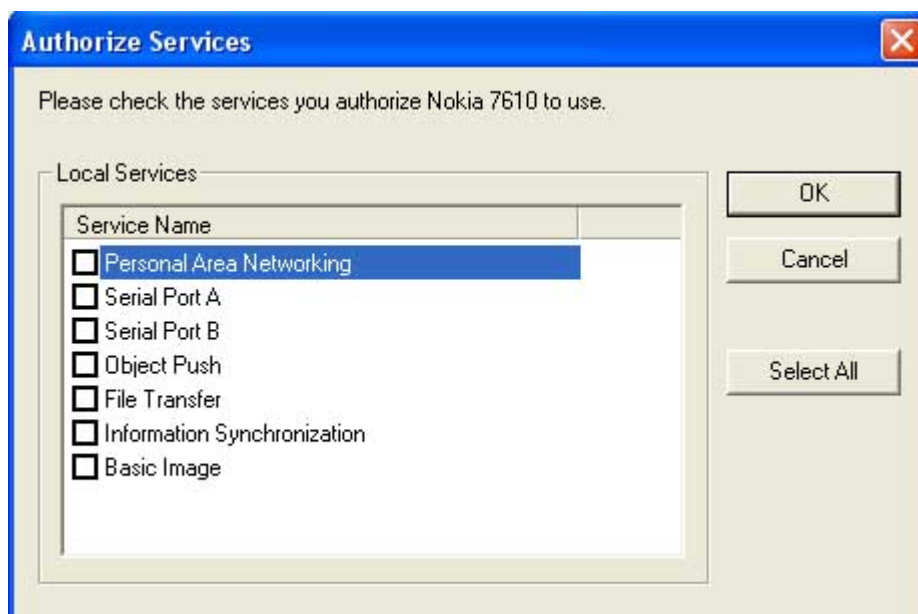 Authorize Services
Please check the services you authorize Nokia 7610 to use.
Local Services
Service Name
Personal Area Networking
Serial Port A
Serial Port B
Object Push
File Transfer
Information Synchronization
Basic Image
OK
Cancel
Select All